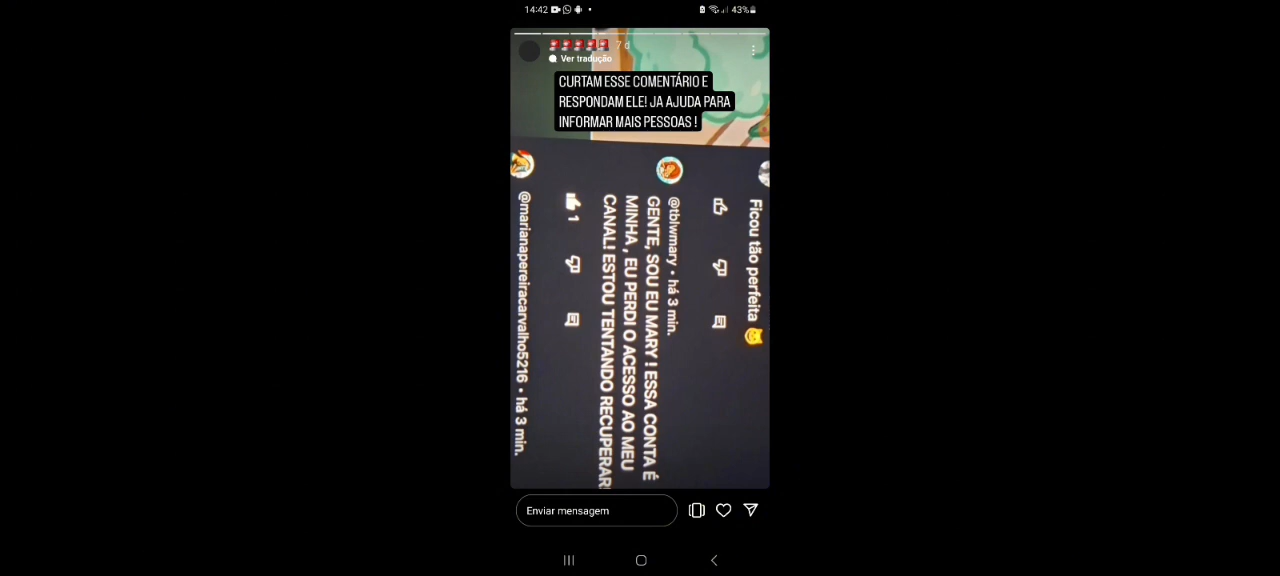 14:42
43%
7 d
Ver tradução
CURTAM ESSE COMENTÁRIO E
RESPONDAM ELE! JA AJUDA PARA
INFORMAR MAIS PESSOAS !
Ficou tão perfeita
@tblwmary • há 3 min.
GENTE, SOU EU MARY ! ESSA CONTA É
MINHA , EU PERDI O ACESSO AO MEU
CANAL! ESTOU TENTANDO RECUPERAR!
1
@marianapereiracarvalho5216 • há 3 min.
Enviar mensagem